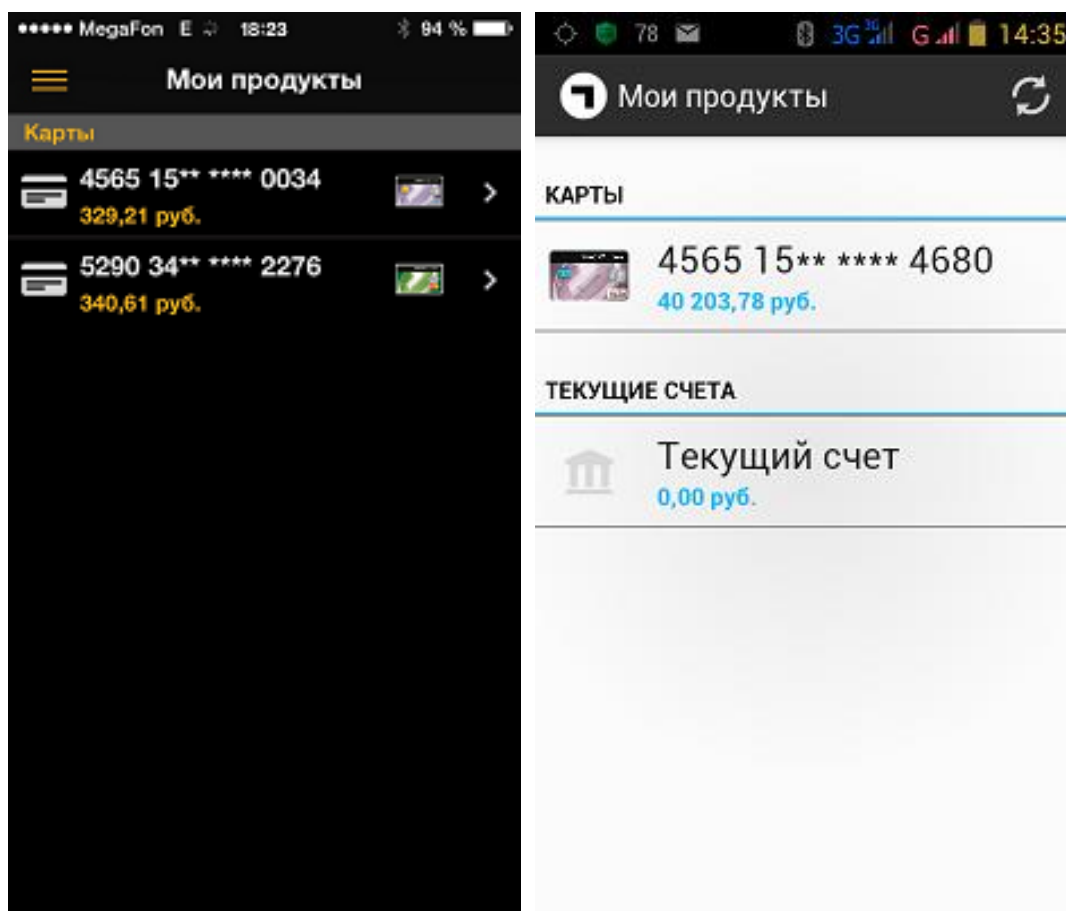 MegaFon E 18:23 94 %
Мои продукты
Карты
4565 15** **** 0034
329,21 руб.
5290 34** **** 2276
340,61 руб.
78 3G 3G G 14:35
Мои продукты
КАРТЫ
4565 15** **** 4680
40 203,78 руб.
ТЕКУЩИЕ СЧЕТА
Текущий счет
0,00 руб.